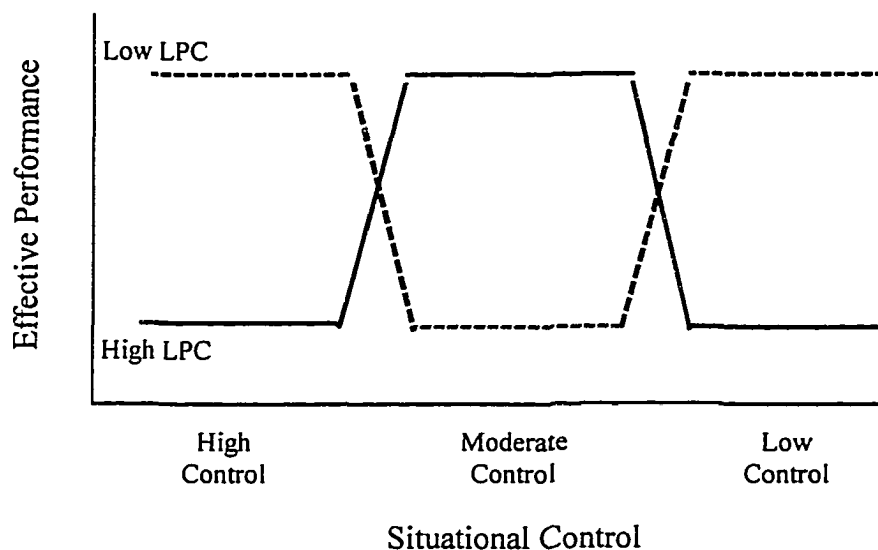 Low LPC
Effective Performance
High LPC
High
Control
Moderate
Control
Low
Control
Situational Control